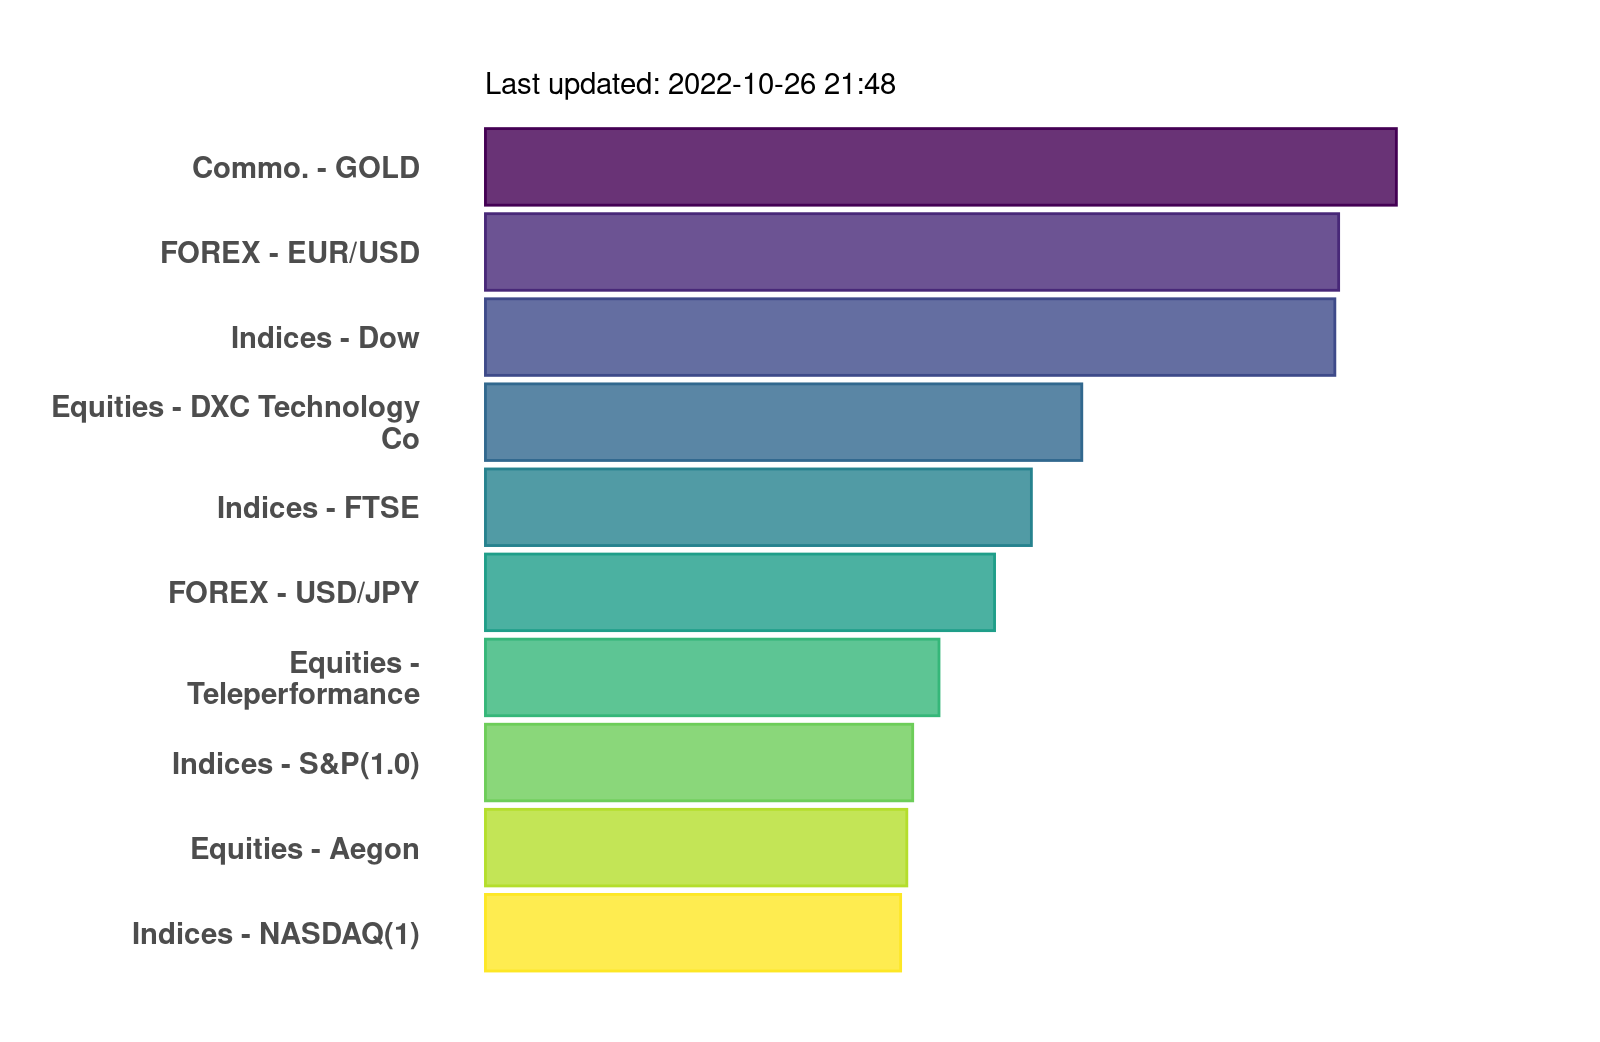 Last updated: 2022-10-26 21:48
Commo. - GOLD
FOREX - EUR/USD
Indices - Dow
Equities - DXC Technology
Co
Indices - FTSE
FOREX - USD/JPY
Equities -
Teleperformance
Indices - S&P(1.0)
Equities - Aegon
Indices - NASDAQ(1)